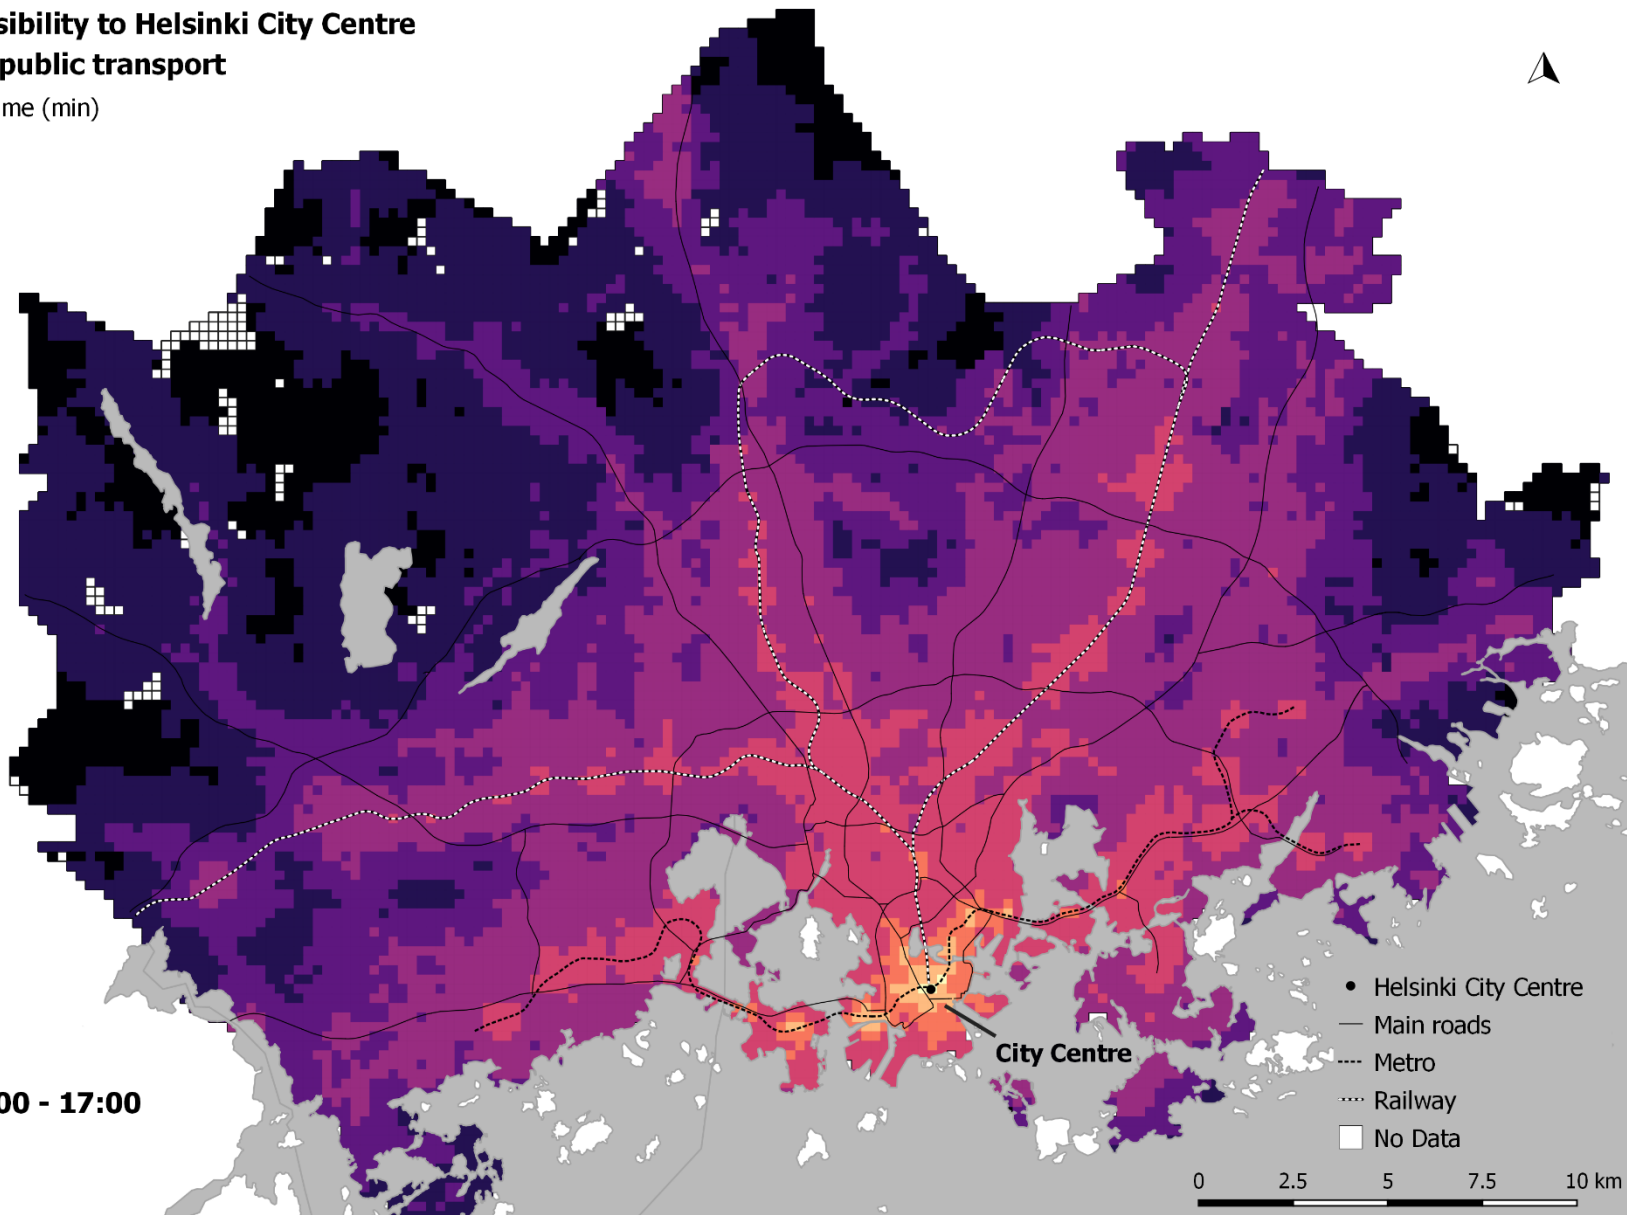 sibility to Helsinki City Centre
public transport
me (min)
City Centre
00 - 17:00
Helsinki City Centre
Main roads
Metro
Railway
No Data
0 2.5 5 7.5 10 km